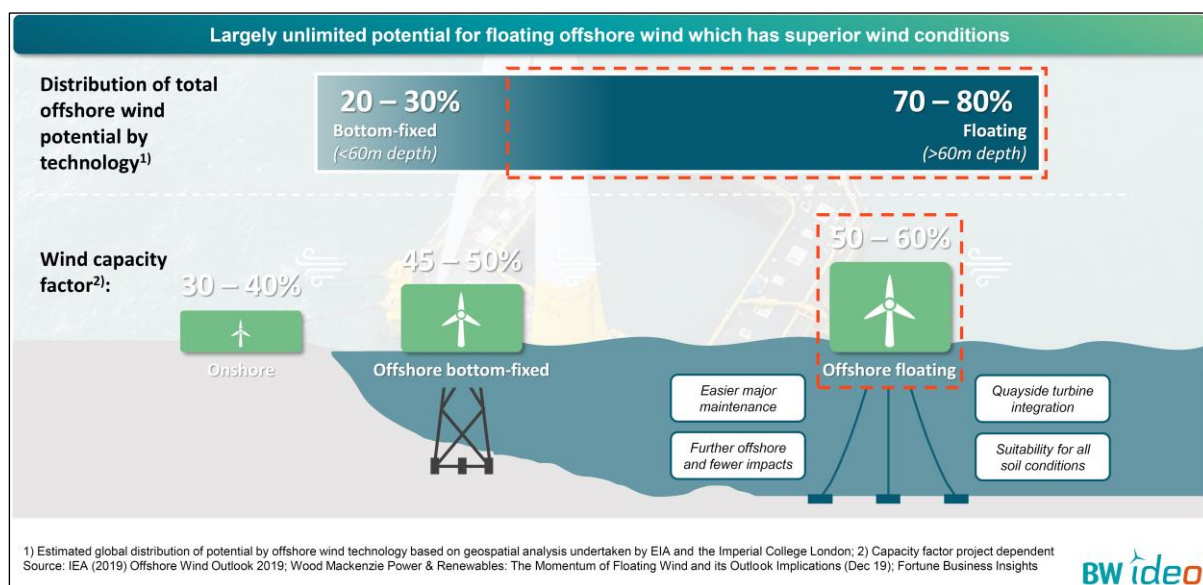 Largely unlimited potential for floating offshore wind which has superior wind conditions
Distribution of total
offshore wind
potential by
technology1)
20 – 30%
Bottom-fixed
(<60m depth)
70 – 80%
Floating
(>60m depth)
Wind capacity
factor2):
30 – 40%
Onshore
45 – 50%
Offshore bottom-fixed
50 – 60%
Offshore floating
Easier major
maintenance
Quayside turbine
integration
Further offshore
and fewer impacts
Suitability for all
soil conditions
1) Estimated global distribution of potential by offshore wind technology based on geospatial analysis undertaken by EIA and the Imperial College London; 2) Capacity factor project dependent
Source: IEA (2019) Offshore Wind Outlook 2019; Wood Mackenzie Power & Renewables: The Momentum of Floating Wind and its Outlook Implications (Dec 19); Fortune Business Insights
BW ideol